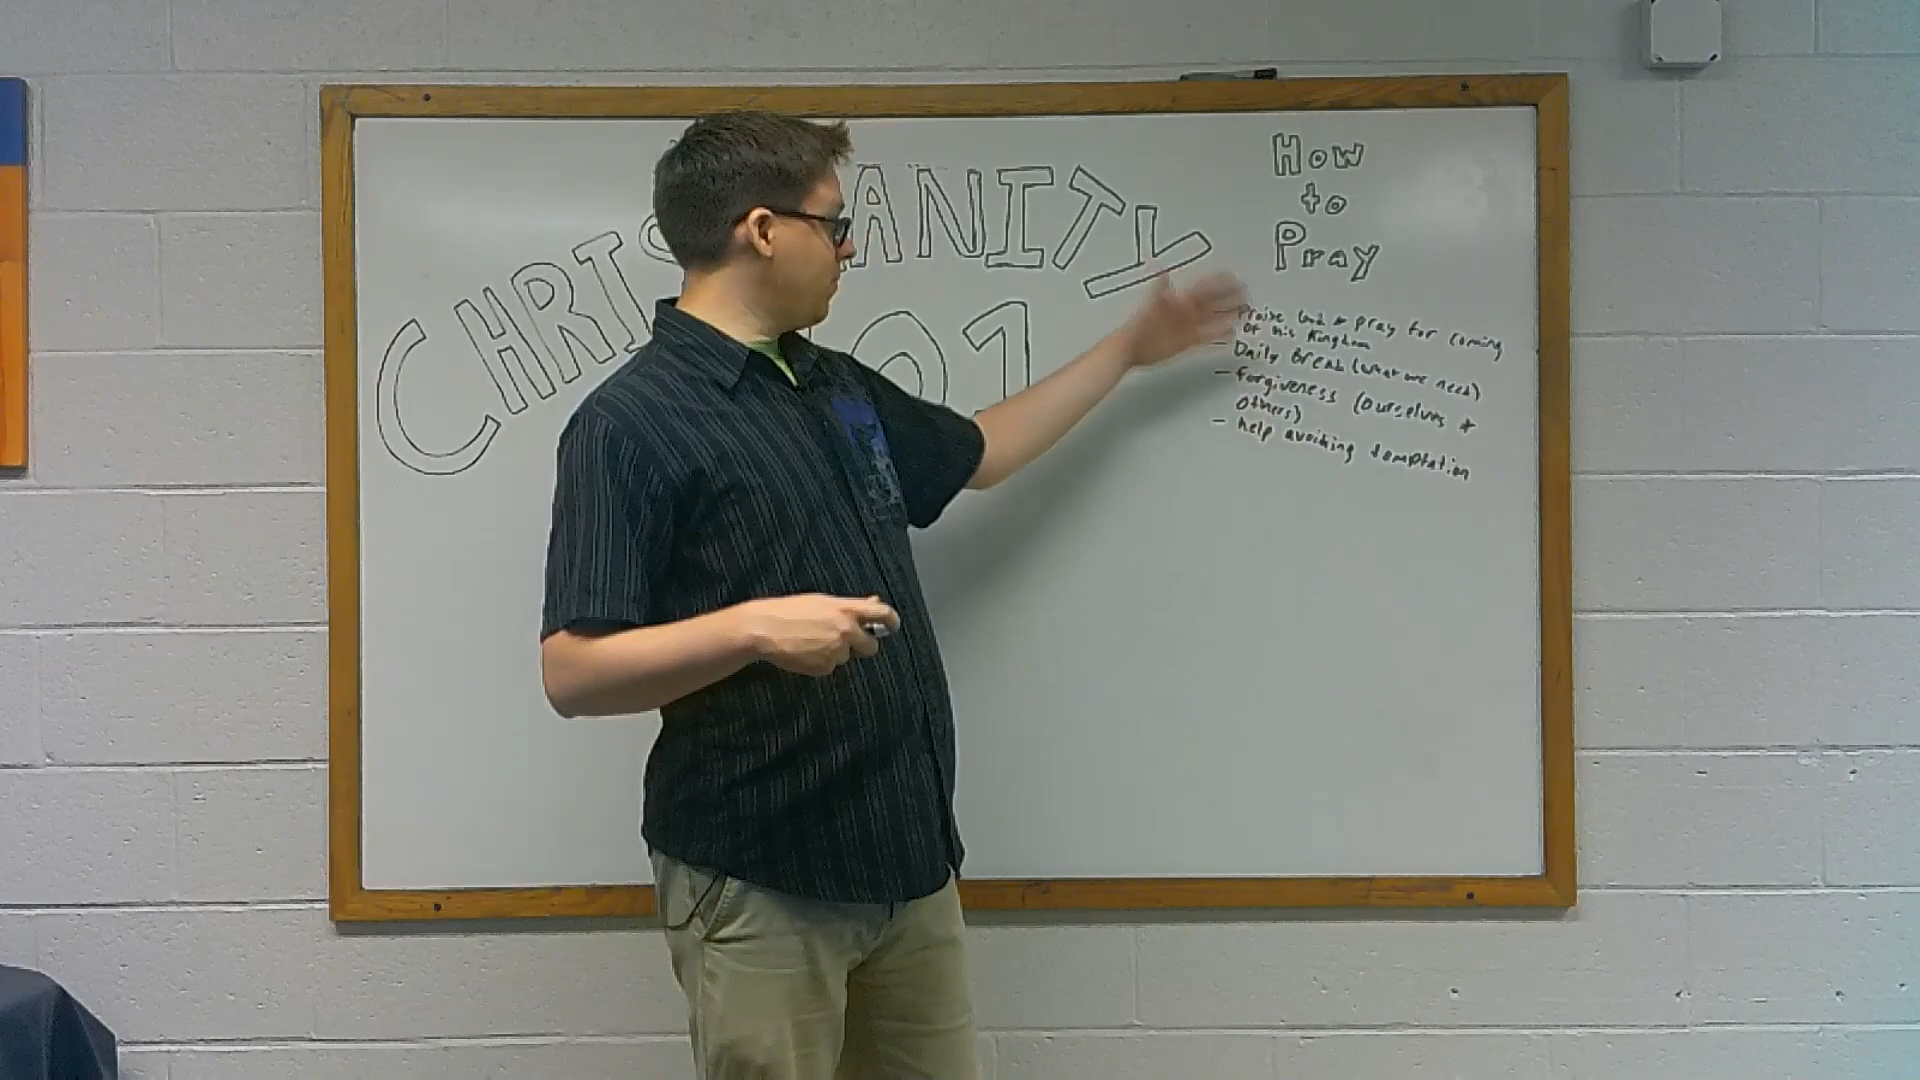 CHRIS ANITY
01
How
to
Pray
- Praise God + pray for coming
of his Kingdom
- Daily Bread (what we need)
- Forgiveness (ourselves +
others)
- help avoiding temptation